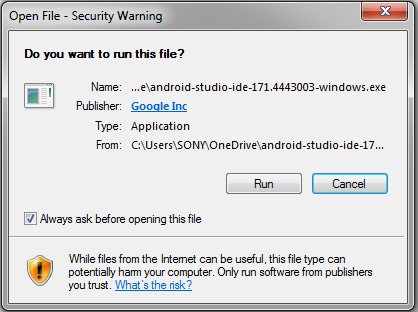 Open File - Security Warning
Do you want to run this file?
Name: ...e\android-studio-ide-171.4443003-windows.exe
Publisher: Google Inc
Type: Application
From: C:\Users\SONY\OneDrive\android-studio-ide-17...
Run Cancel
Always ask before opening this file
While files from the Internet can be useful, this file type can
potentially harm your computer. Only run software from publishers
you trust. What's the risk?